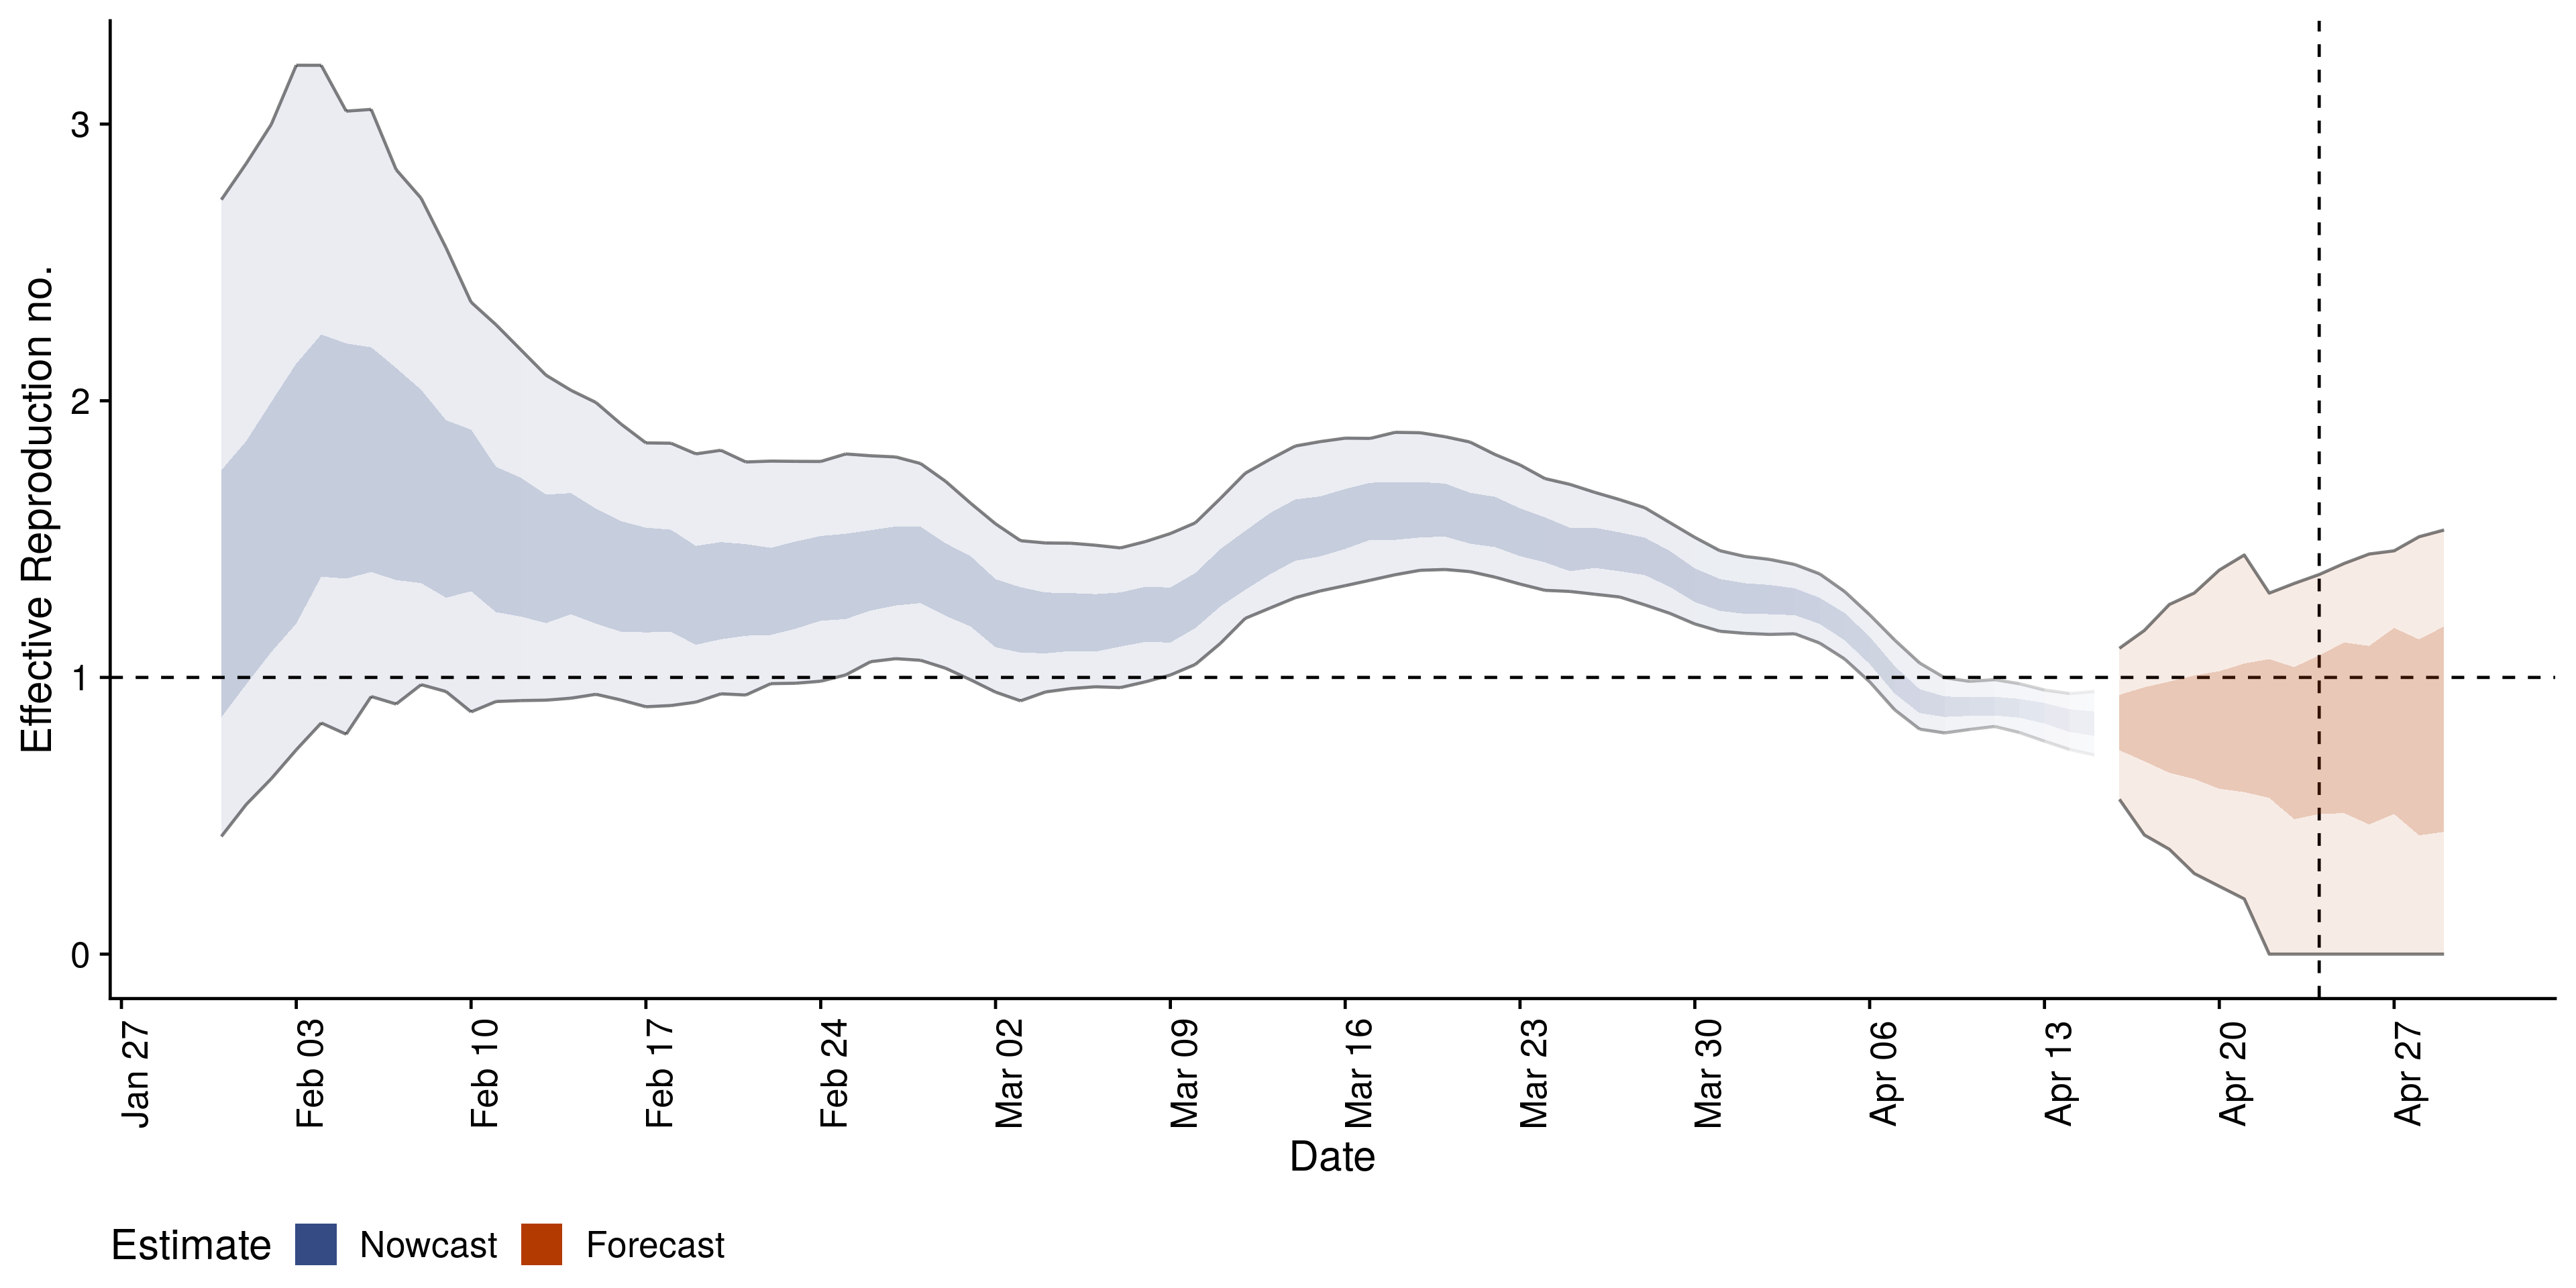 Effective Reproduction no.
3
2
1
0
Jan 27
Feb 03
Feb 10
Feb 17
Feb 24
Mar 02
Mar 09
Mar 16
Mar 23
Mar 30
Apr 06
Apr 13
Apr 20
Apr 27
Date
Estimate Nowcast Forecast